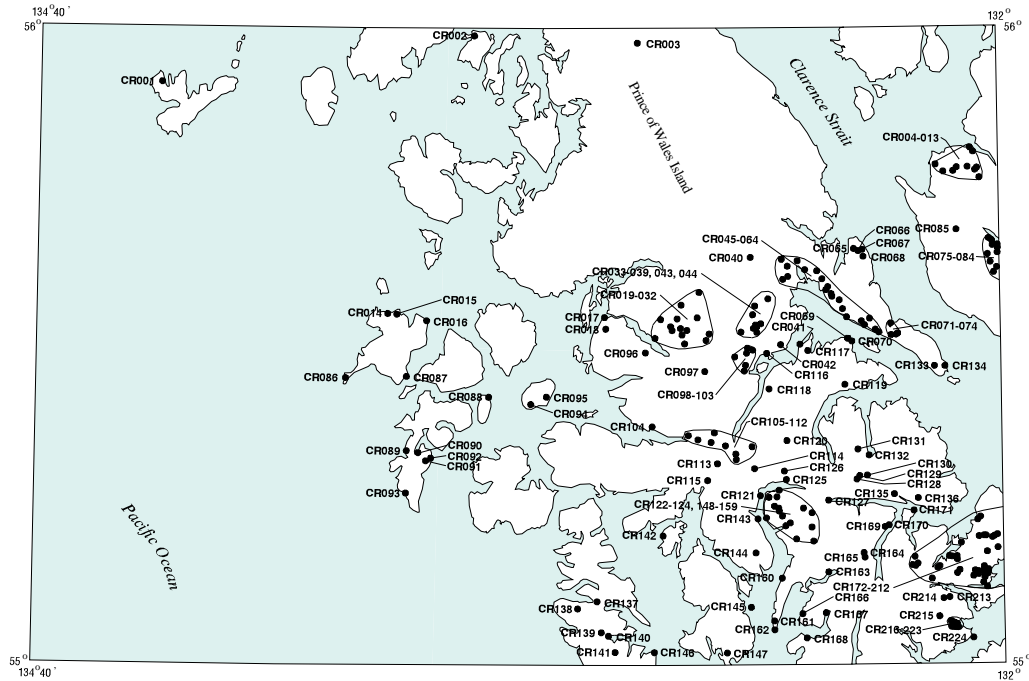 134°40'
132°
56°
56°
CR002
CR003
CR001
Clarence Strait
Prince of Wales Island
CR004-013
CR066
CR085
CR045-064
CR065
CR067
CR040
CR068
CR075-084
CR033-039, 043, 044
CR019-032
CR015
CR014
CR016
CR017
CR018
CR069
CR041
CR071-074
CR070
CR096
CR117
CR042
CR133
CR134
CR086
CR087
CR097
CR116
CR118
CR119
CR098-103
CR088
CR095
CR094
CR104
CR105-112
CR120
CR131
CR090
CR089
CR092
CR091
CR114
CR132
CR113
CR126
CR130
CR129
CR115
CR125
CR128
CR093
CR121
CR135
CR136
CR122-124, 148-159
CR127
CR171
CR143
CR169
CR170
Pacific Ocean
CR142
CR144
CR165
CR164
CR160
CR163
CR172-212
CR137
CR166
CR214
CR213
CR138
CR145
CR161
CR167
CR215
CR139
CR140
CR162
CR168
CR216-223
CR224
CR141
CR146
CR147
55°
55°
134°40'
132°